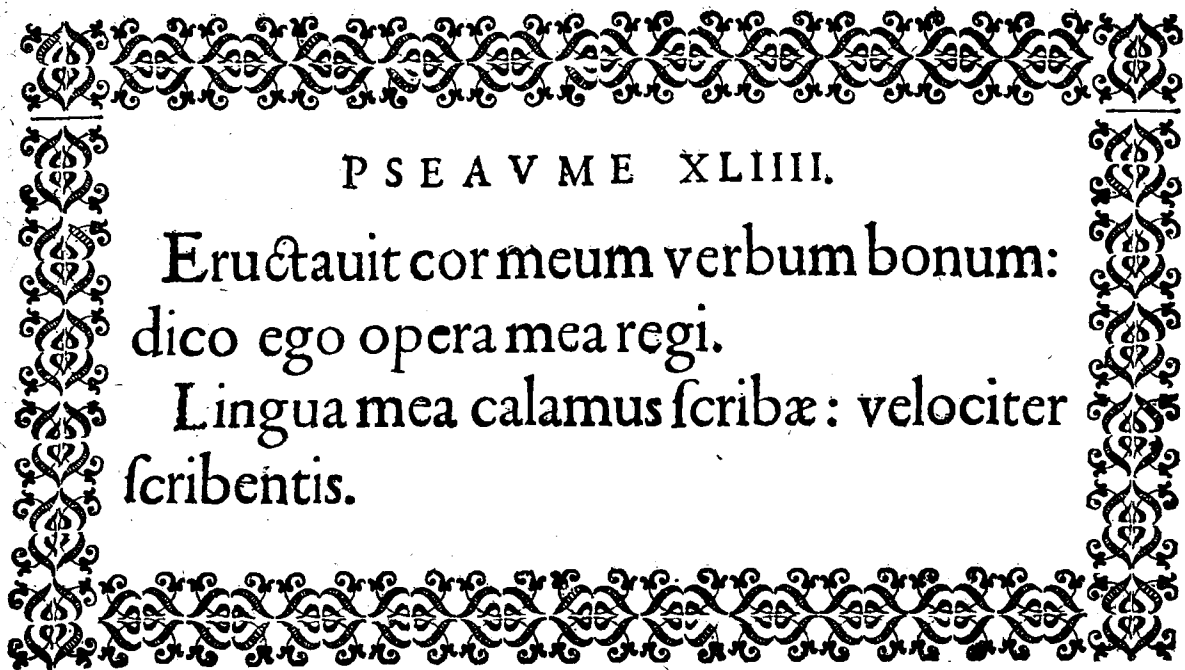 PSEAVME XLIIII.
Eructauit cor meum verbum bonum:
dico ego opera mea regi.
Lingua mea calamus ſcribæ: velociter
ſcribentis.